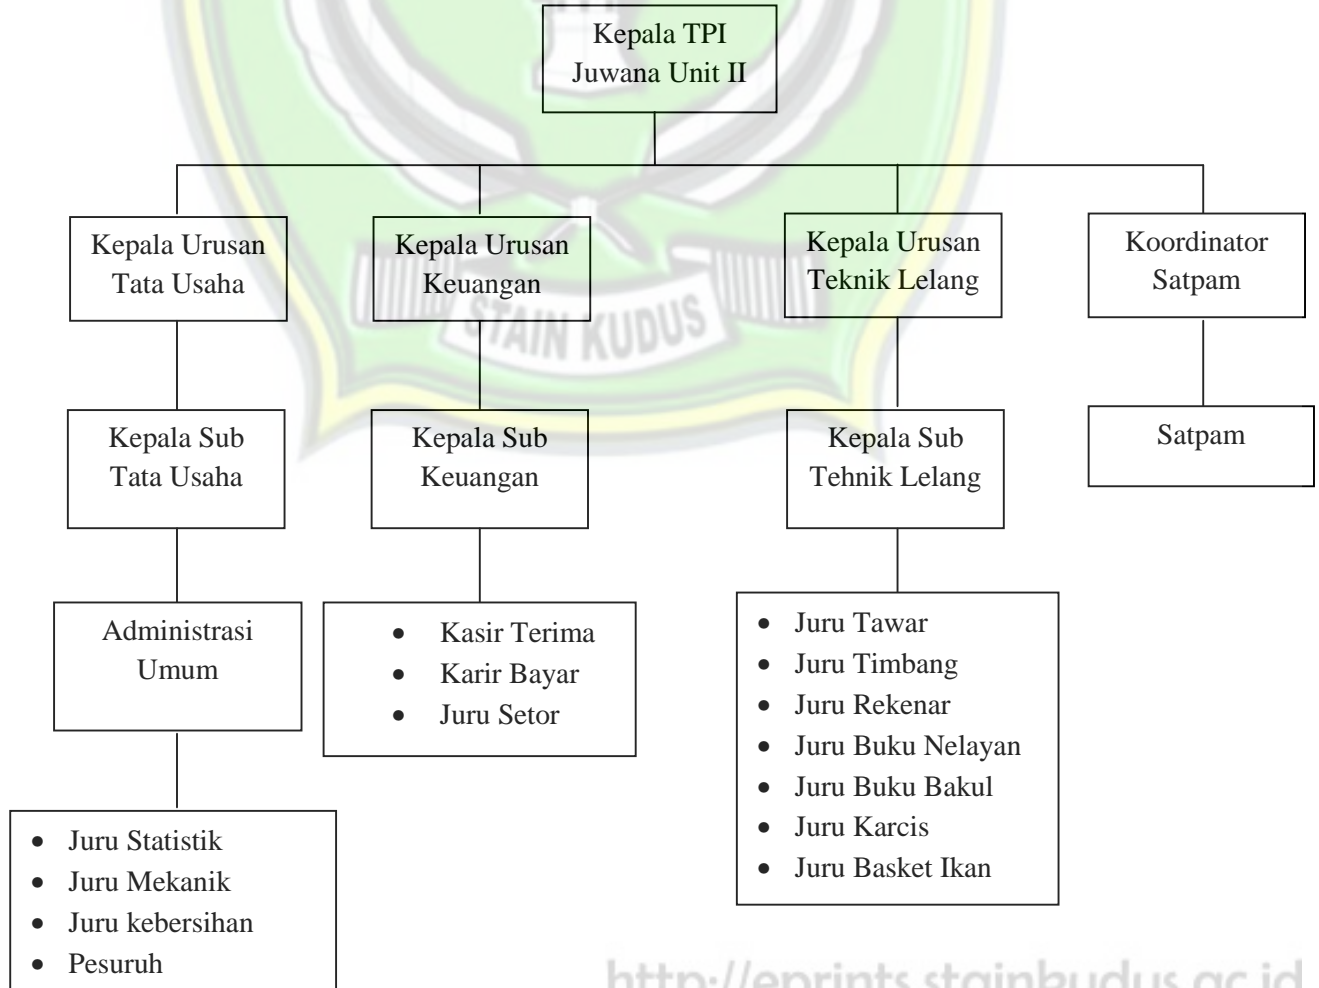 Kepala TPI
Juwana Unit II
Kepala Urusan
Tata Usaha
Kepala Urusan
Keuangan
Kepala Urusan
Teknik Lelang
Koordinator
Satpam
STAIN KUDUS
Kepala Sub
Tata Usaha
Kepala Sub
Keuangan
Kepala Sub
Tehnik Lelang
Satpam
Administrasi
Umum
• Kasir Terima
• Karir Bayar
• Juru Setor
• Juru Tawar
• Juru Timbang
• Juru Rekenar
• Juru Buku Nelayan
• Juru Buku Bakul
• Juru Karcis
• Juru Basket Ikan
• Juru Statistik
• Juru Mekanik
• Juru kebersihan
• Pesuruh
http://eprints.stainkudus.ac.id